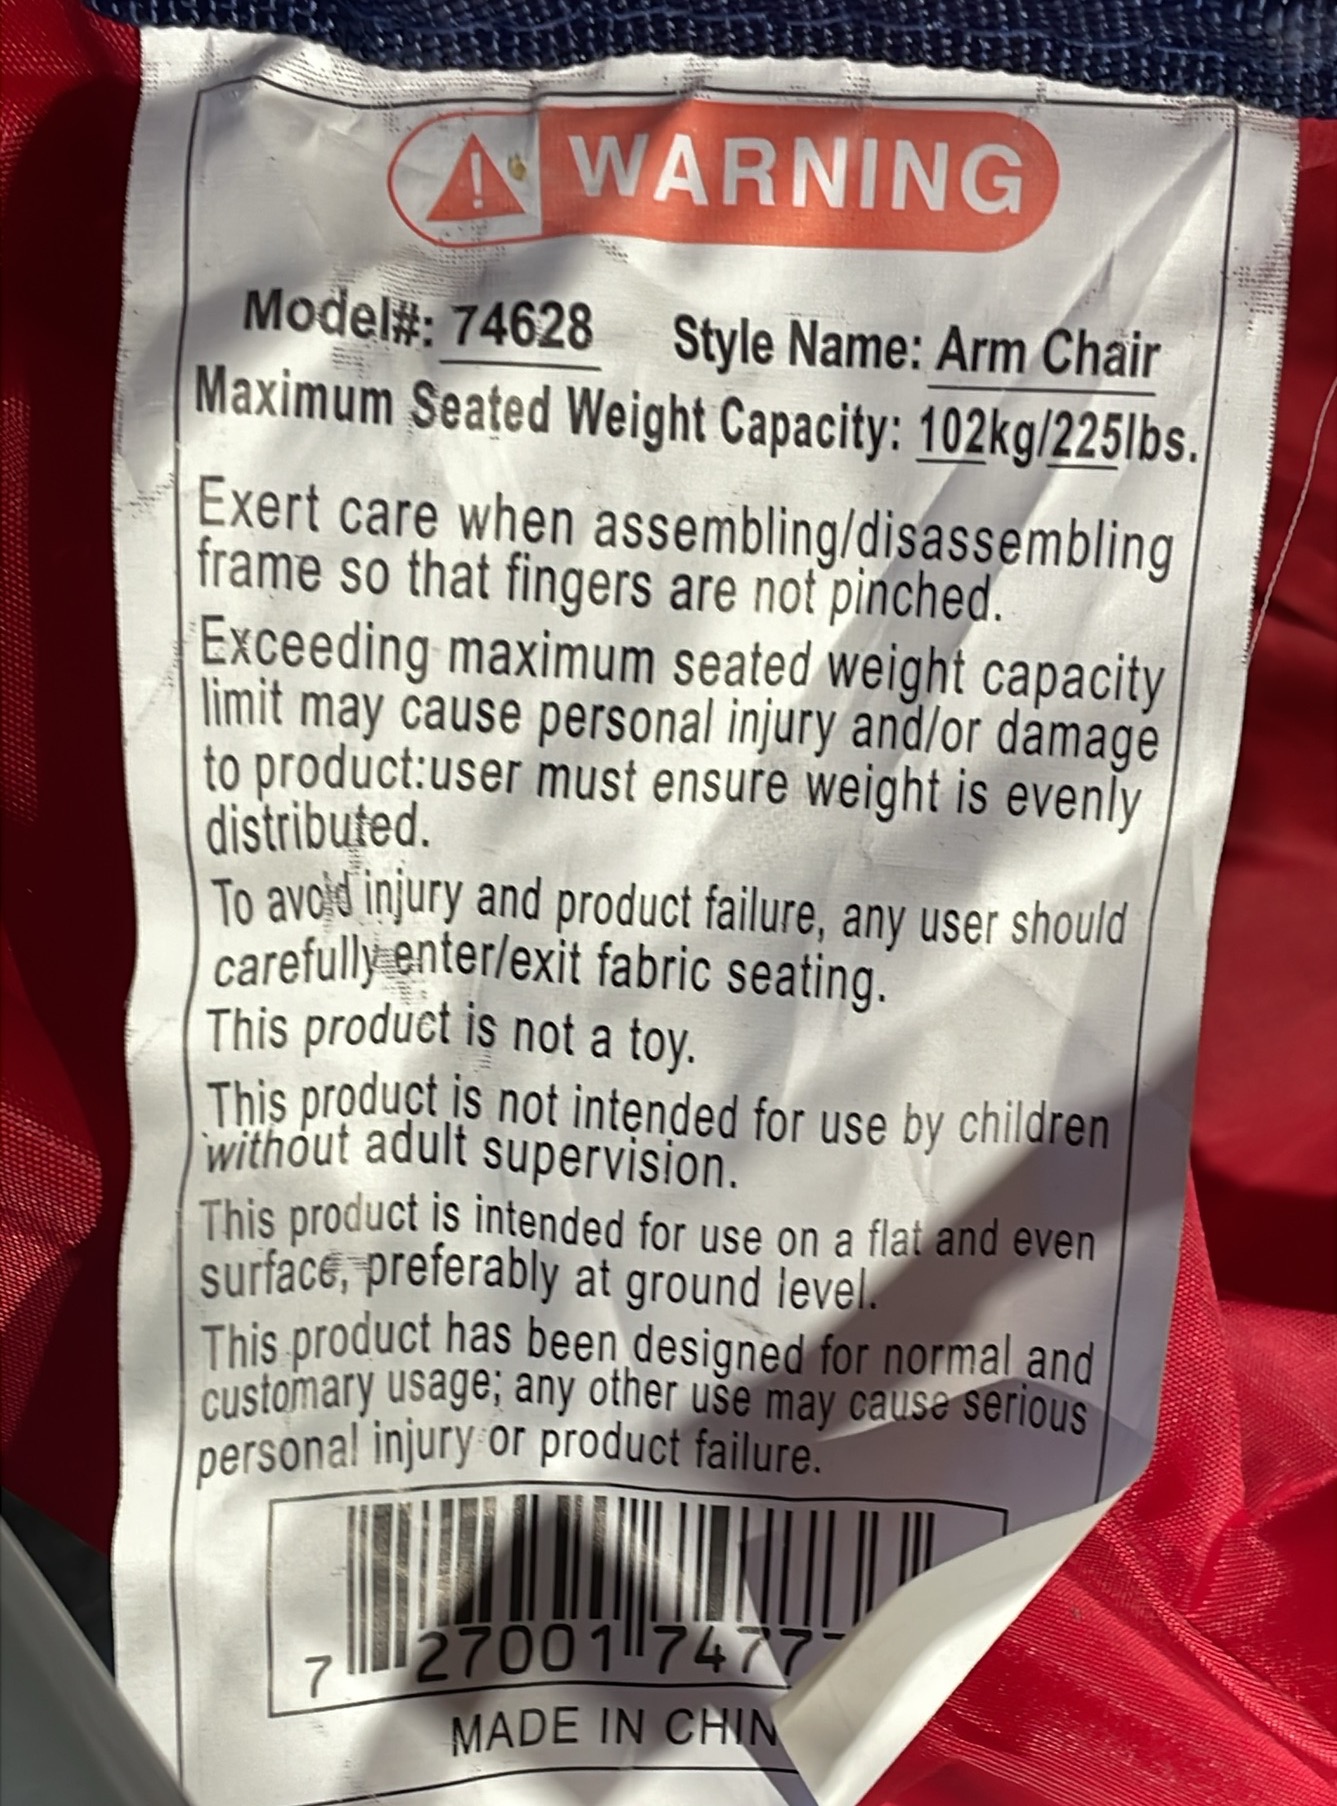 WARNING
Model#: 74628 Style Name: Arm Chair
Maximum Seated Weight Capacity: 102kg/225lbs.
Exert care when assembling/disassembling
frame so that fingers are not pinched.
Exceeding maximum seated weight capacity
limit may cause personal injury and/or damage
to product:user must ensure weight is evenly
distributed.
To avoid injury and product failure, any user should
carefully enter/exit fabric seating.
This product is not a toy.
This product is not intended for use by children
without adult supervision.
This product is intended for use on a flat and even
surface, preferably at ground level.
This product has been designed for normal and
customary usage; any other use may cause serious
personal injury or product failure.
7 27001 7477
MADE IN CHIN